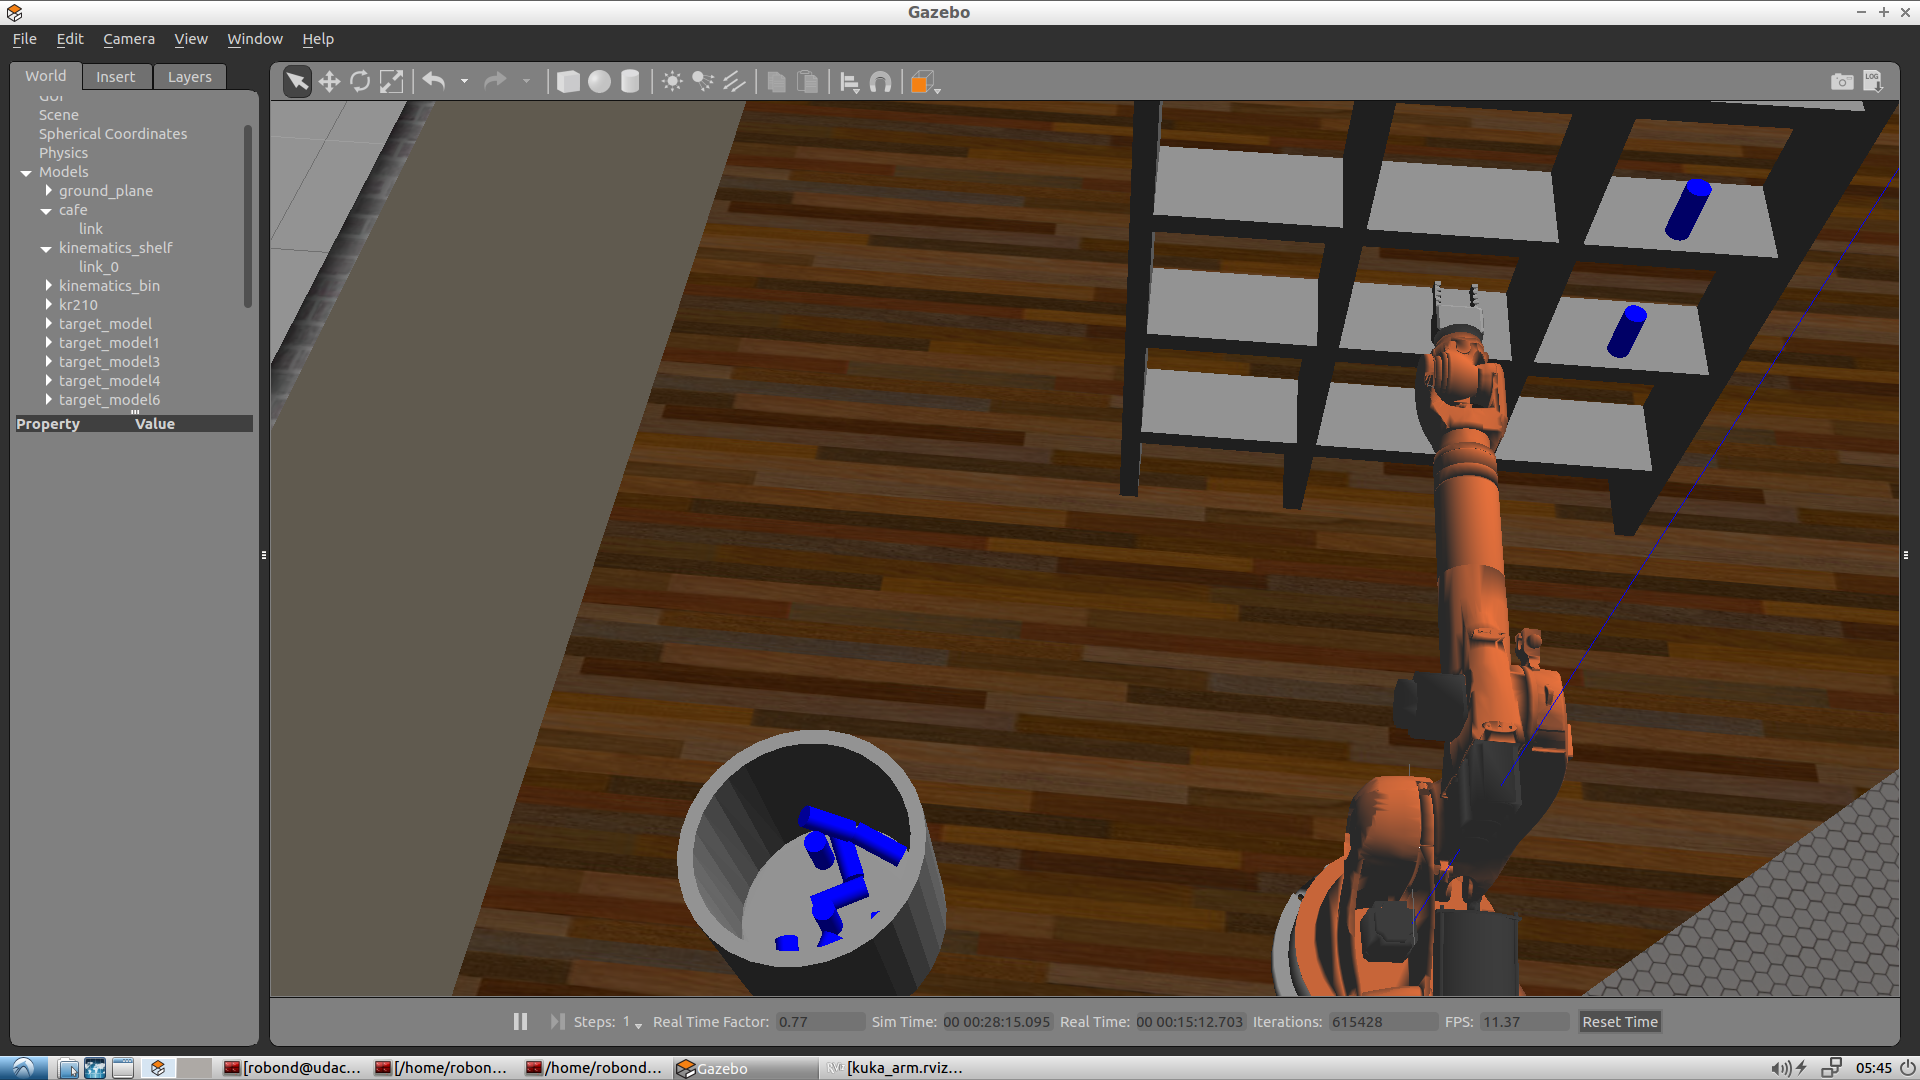 Gazebo
File Edit Camera View Window Help
World Insert Layers
GUI
Scene
Spherical Coordinates
Physics
Models
ground_plane
cafe
link
kinematics_shelf
link_0
kinematics_bin
kr210
target_model
target_model1
target_model3
target_model4
target_model6
Property Value
LOG
Steps: 1 Real Time Factor: 0.77 Sim Time: 00 00:28:15.095 Real Time: 00 00:15:12.703 Iterations: 615428 FPS: 11.37 Reset Time
[robond@udac... [/home/robon... /home/robond... Gazebo [kuka_arm.rviz... 05:45